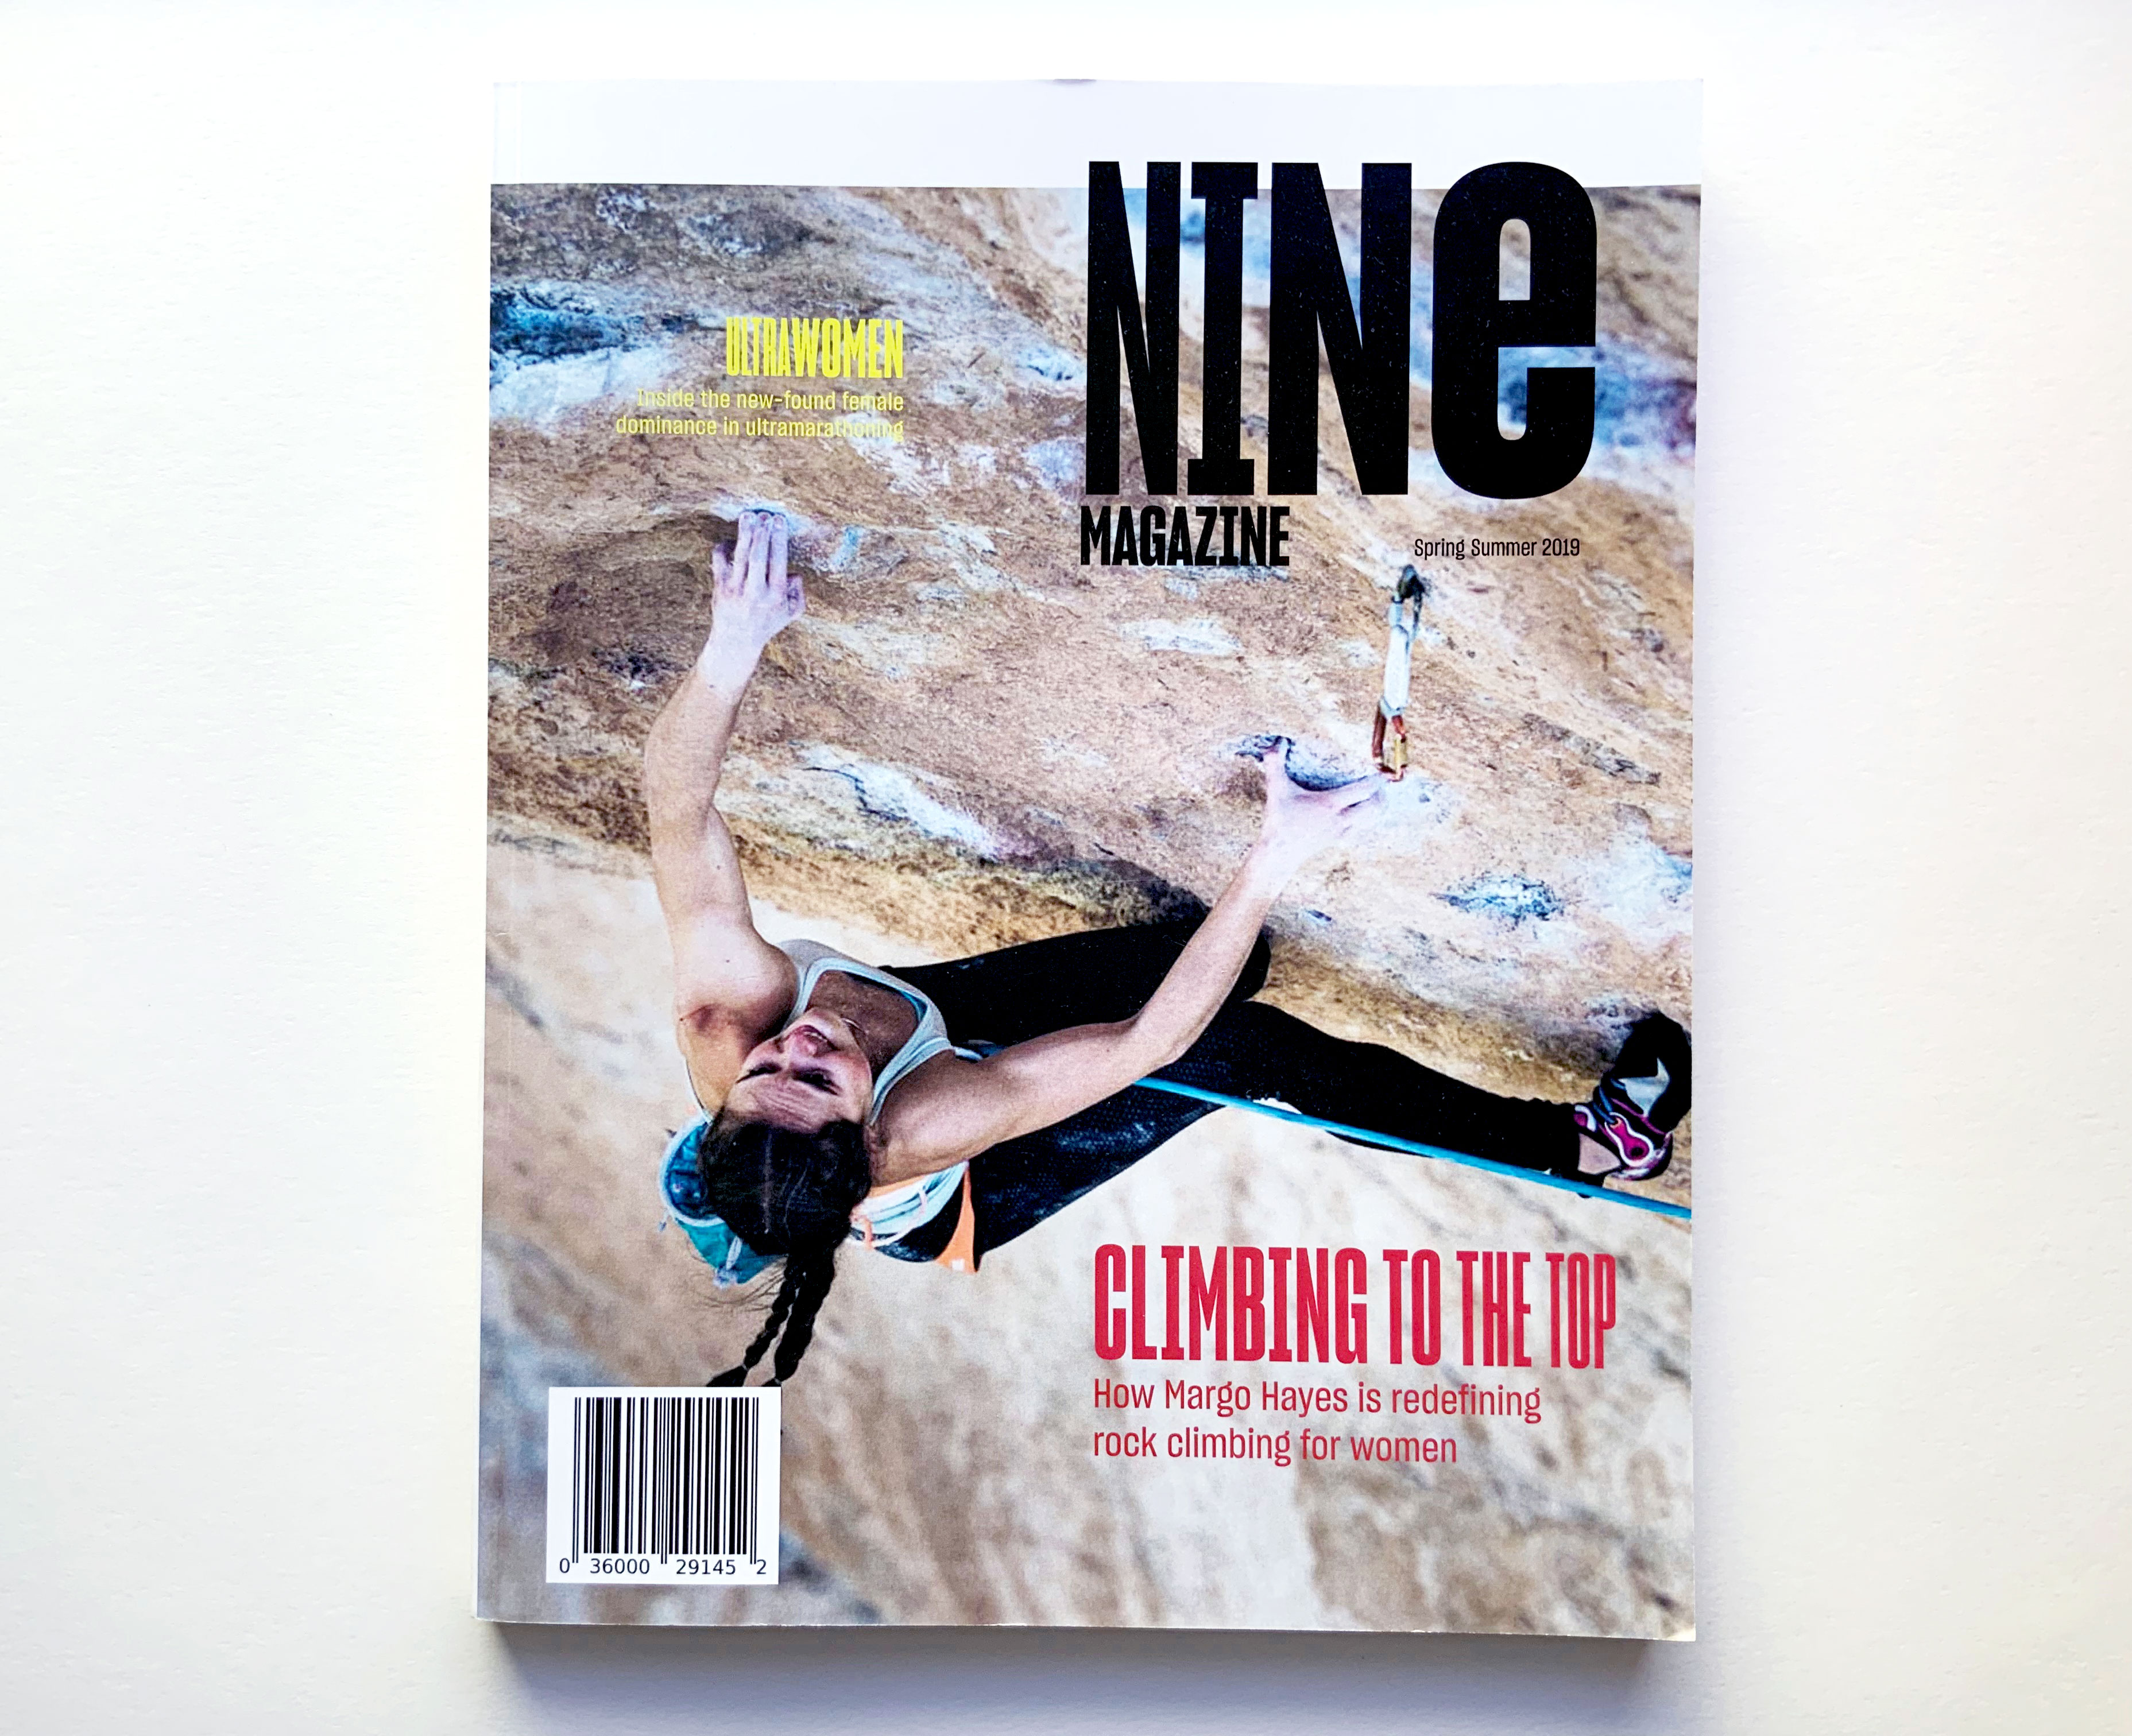 NINe
MAGAZINE
Spring Summer 2019
ULTRAWOMEN
Inside the new-found female
dominance in ultramarathoning
CLIMBING TO THE TOP
How Margo Hayes is redefining
rock climbing for women
0 36000 29145 2